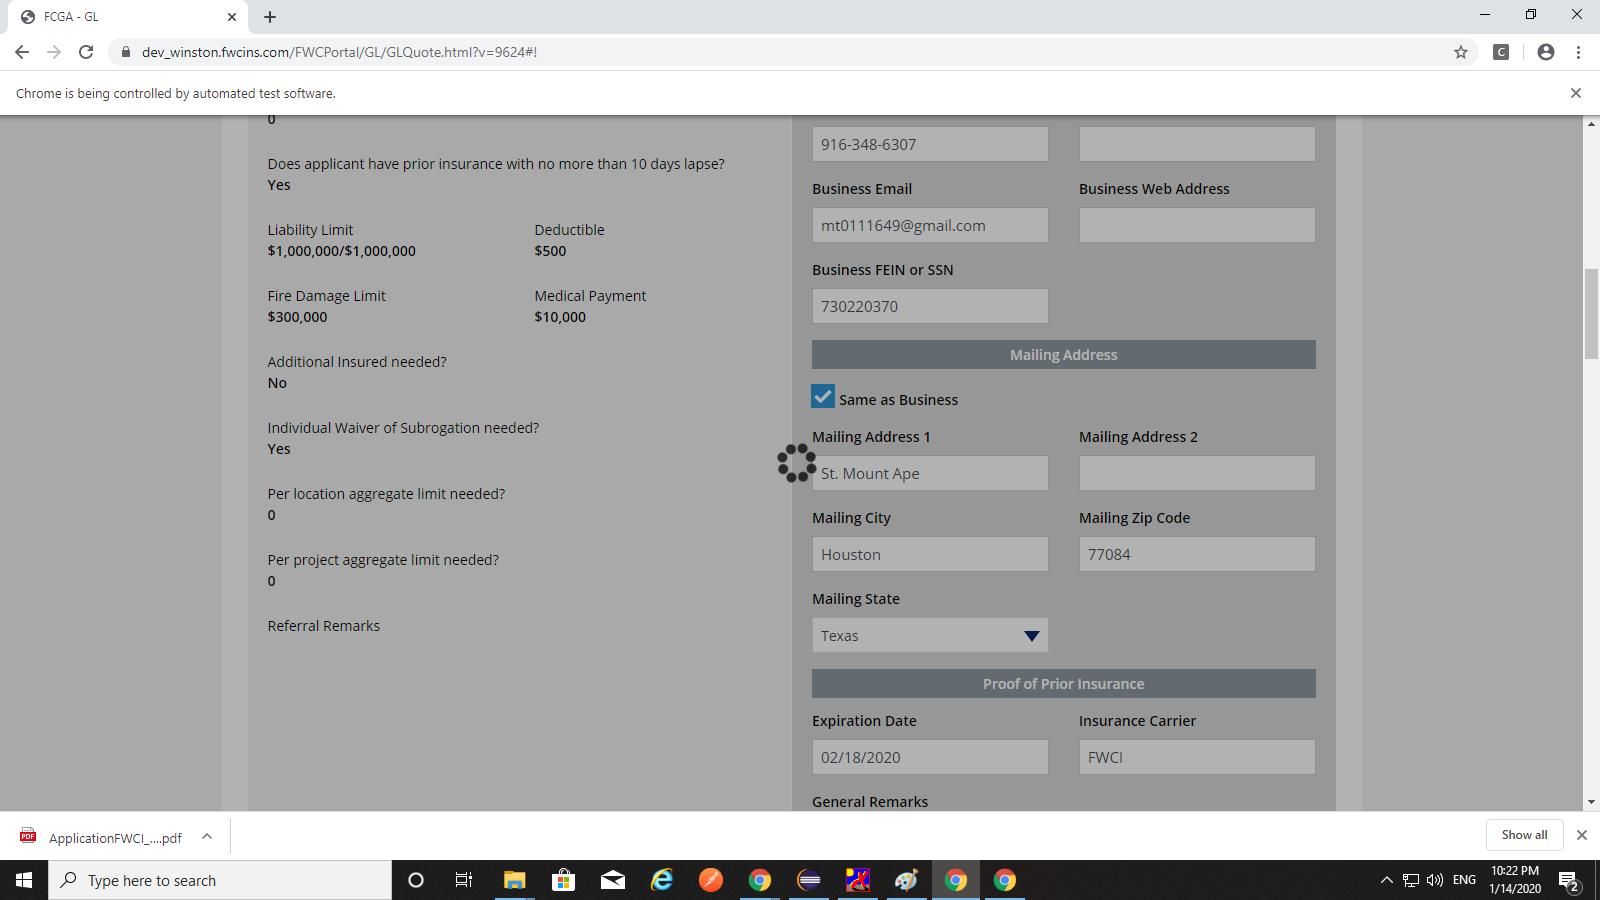 FCGA - GL
dev_winston.fwcins.com/FWCPortal/GL/GLQuote.html?v=9624#!
C
Chrome is being controlled by automated test software.
0
Does applicant have prior insurance with no more than 10 days lapse?
Yes
Liability Limit
$1,000,000/$1,000,000
Deductible
$500
Fire Damage Limit
$300,000
Medical Payment
$10,000
Additional Insured needed?
No
Individual Waiver of Subrogation needed?
Yes
Per location aggregate limit needed?
0
Per project aggregate limit needed?
0
Referral Remarks
916-348-6307
Business Email
mt0111649@gmail.com
Business Web Address
Business FEIN or SSN
730220370
Mailing Address
Same as Business
Mailing Address 1
St. Mount Ape
Mailing Address 2
Mailing City
Houston
Mailing Zip Code
77084
Mailing State
Texas
Proof of Prior Insurance
Expiration Date
02/18/2020
Insurance Carrier
FWCI
General Remarks
PDF
ApplicationFWCI_....pdf
Show all
Type here to search
ENG
10:22 PM
1/14/2020
2